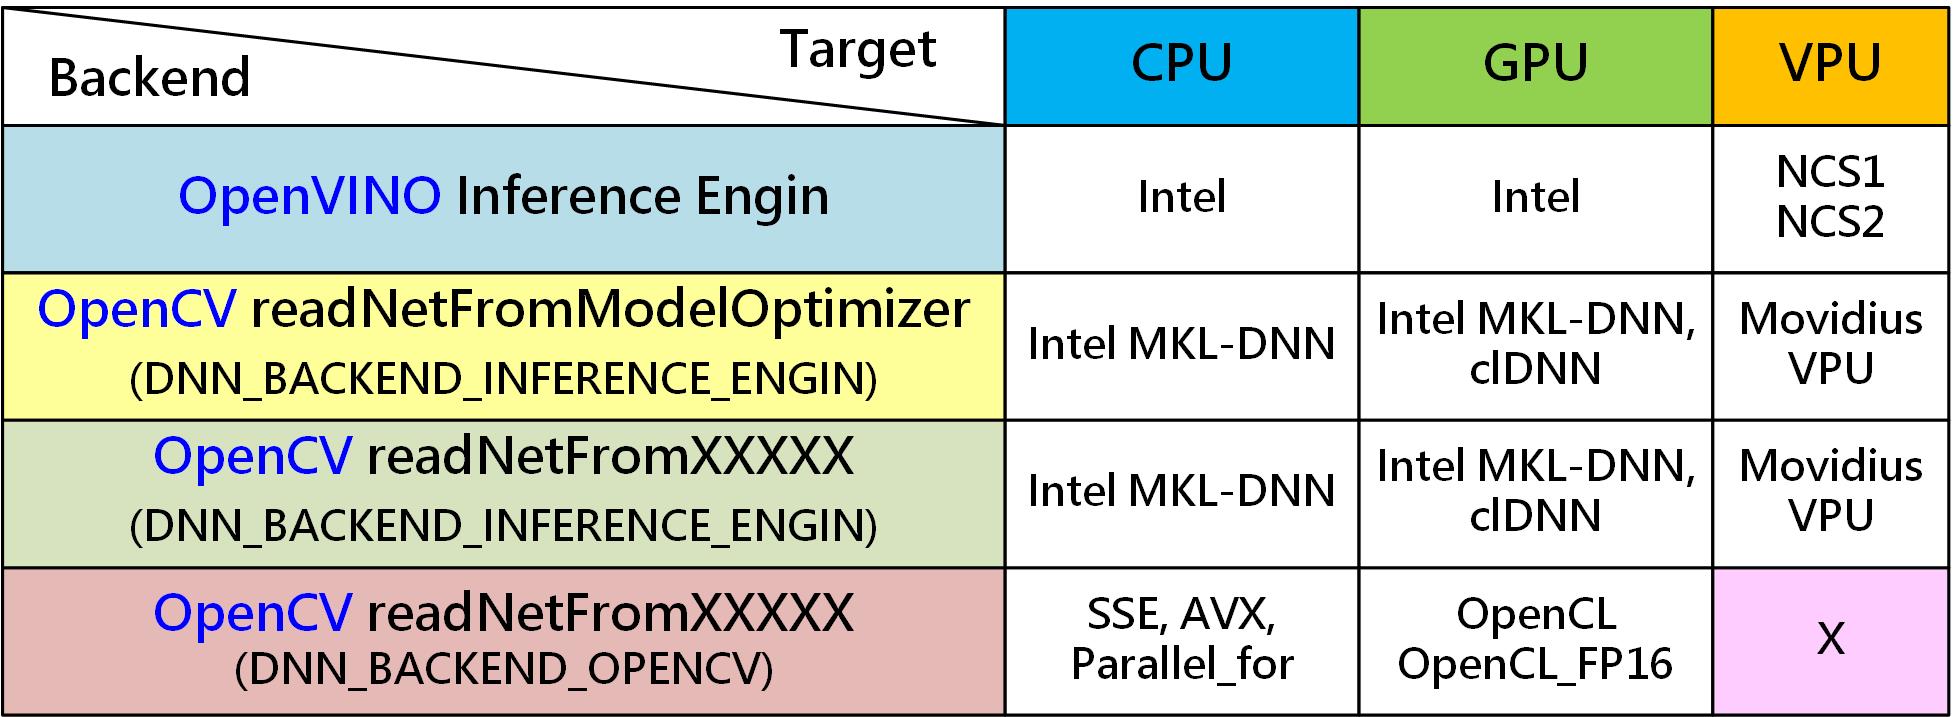 Target
Backend
CPU
GPU
VPU
OpenVINO Inference Engin
Intel
Intel
NCS1
NCS2
OpenCV readNetFromModelOptimizer
(DNN_BACKEND_INFERENCE_ENGIN)
Intel MKL-DNN
Intel MKL-DNN,
clDNN
Movidius
VPU
OpenCV readNetFromXXXXX
(DNN_BACKEND_INFERENCE_ENGIN)
Intel MKL-DNN
Intel MKL-DNN,
clDNN
Movidius
VPU
OpenCV readNetFromXXXXX
(DNN_BACKEND_OPENCV)
SSE, AVX,
Parallel_for
OpenCL
OpenCL_FP16
X